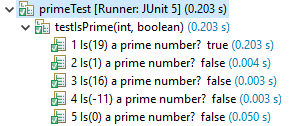 primeTest [Runner: JUnit 5] (0.203 s)
testIsPrime(int, boolean) (0.203 s)
1 Is(19) a prime number? true (0.203 s)
2 Is(1) a prime number? false (0.004 s)
3 Is(16) a prime number? false (0.003 s)
4 Is(-11) a prime number? false (0.003 s)
5 Is(0) a prime number? false (0.050 s)